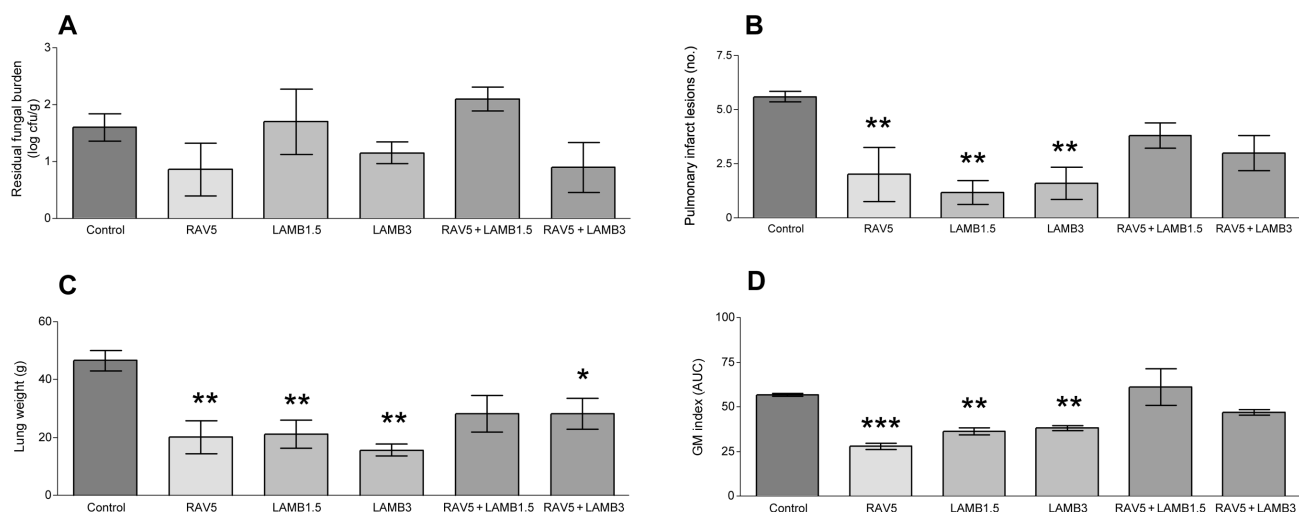 A
Residual fungal burden
(log cfu/g)
3
2
1
0
Control RAV5 LAMB1.5 LAMB3 RAV5 + LAMB1.5 RAV5 + LAMB3
B
Pulmonary infarct lesions (no.)
7.5
5.0
2.5
0
** ** **
Control RAV5 LAMB1.5 LAMB3 RAV5 + LAMB1.5 RAV5 + LAMB3
C
Lung weight (g)
60
40
20
0
** ** ** *
Control RAV5 LAMB1.5 LAMB3 RAV5 + LAMB1.5 RAV5 + LAMB3
D
GM index (AUC)
100
75
50
25
0
*** ** **
Control RAV5 LAMB1.5 LAMB3 RAV5 + LAMB1.5 RAV5 + LAMB3